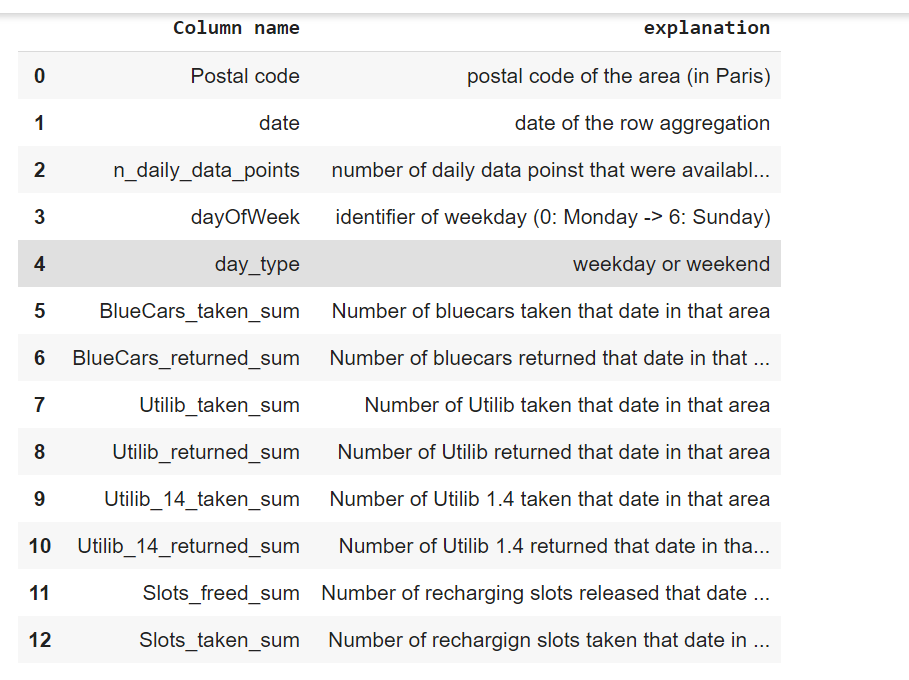 Column name explanation
0 Postal code postal code of the area (in Paris)
1 date date of the row aggregation
2 n_daily_data_points number of daily data poinst that were availabl...
3 dayOfWeek identifier of weekday (0: Monday -> 6: Sunday)
4 day_type weekday or weekend
5 BlueCars_taken_sum Number of bluecars taken that date in that area
6 BlueCars_returned_sum Number of bluecars returned that date in that ...
7 Utilib_taken_sum Number of Utilib taken that date in that area
8 Utilib_returned_sum Number of Utilib returned that date in that area
9 Utilib_14_taken_sum Number of Utilib 1.4 taken that date in that area
10 Utilib_14_returned_sum Number of Utilib 1.4 returned that date in tha...
11 Slots_freed_sum Number of recharging slots released that date ...
12 Slots_taken_sum Number of rechargign slots taken that date in ...